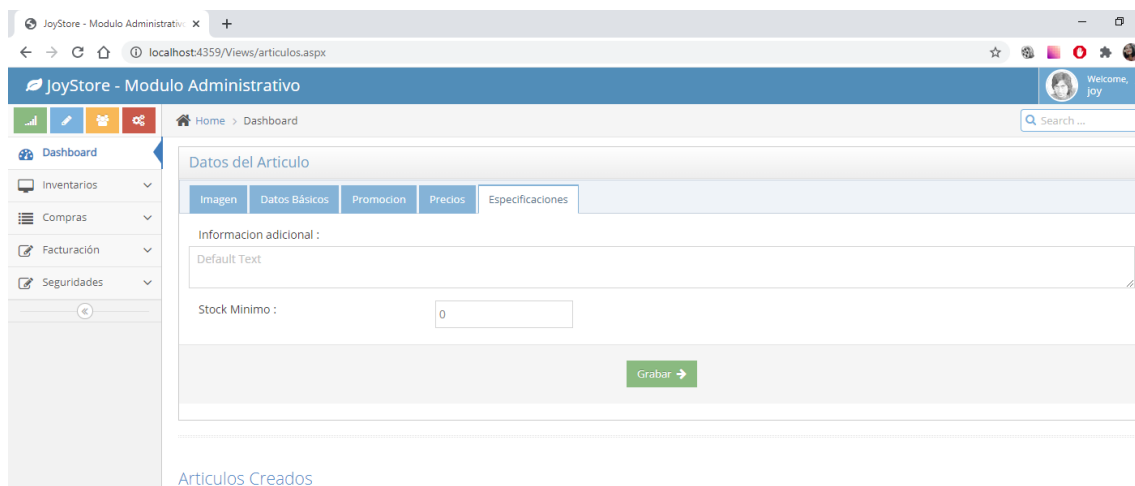 JoyStore - Modulo Administrativo
localhost:4359/Views/articulos.aspx
JoyStore - Modulo Administrativo
Welcome,
joy
Home > Dashboard
Search ...
Dashboard
Inventarios
Compras
Facturación
Seguridades
Datos del Articulo
Imagen Datos Básicos Promocion Precios Especificaciones
Informacion adicional :
Default Text
Stock Minimo :
0
Grabar
Articulos Creados